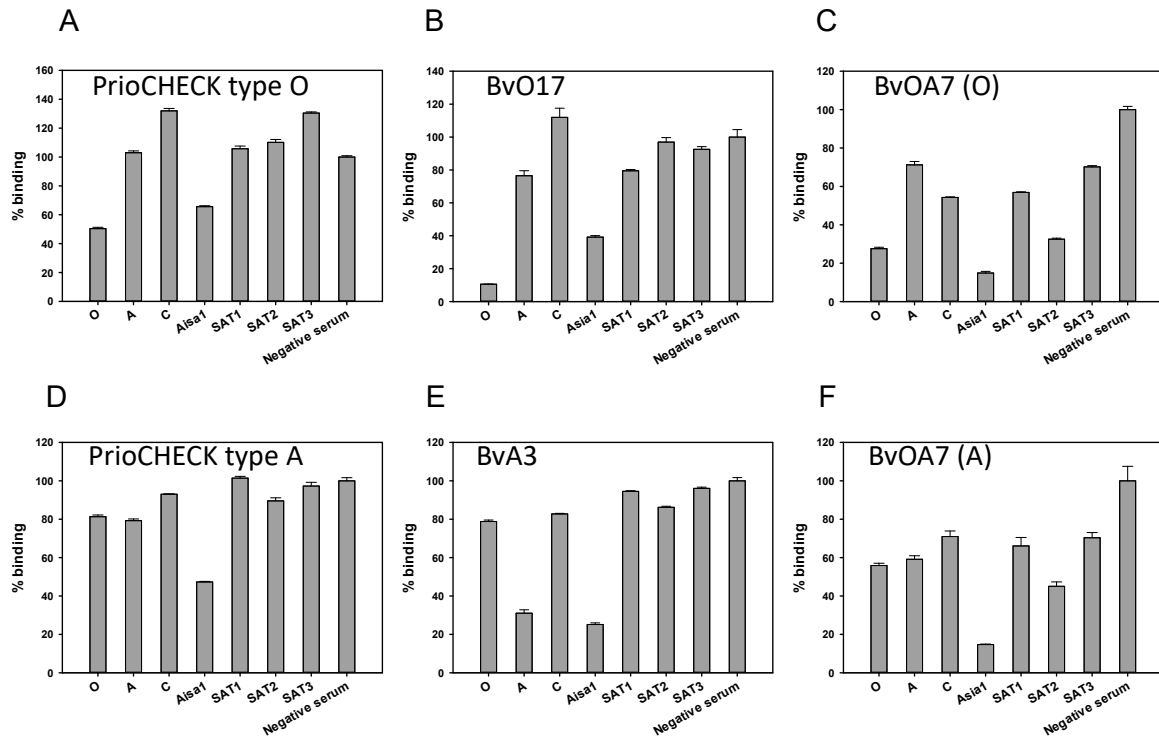 A
PrioCHECK type O
% binding
160
140
120
100
80
60
40
20
0
O A C Aisa1 SAT1 SAT2 SAT3 Negative serum
B
BvO17
% binding
140
120
100
80
60
40
20
0
O A C Asia1 SAT1 SAT2 SAT3 Negative serum
C
BvOA7 (O)
% binding
120
100
80
60
40
20
0
O A C Asia1 SAT1 SAT2 SAT3 Negative serum
D
PrioCHECK type A
% binding
120
100
80
60
40
20
0
O A C Aisa1 SAT1 SAT2 SAT3 Negative serum
E
BvA3
% binding
120
100
80
60
40
20
0
O A C Aisa1 SAT1 SAT2 SAT3 Negative serum
F
BvOA7 (A)
% binding
120
100
80
60
40
20
0
O A C Asia1 SAT1 SAT2 SAT3 Negative serum